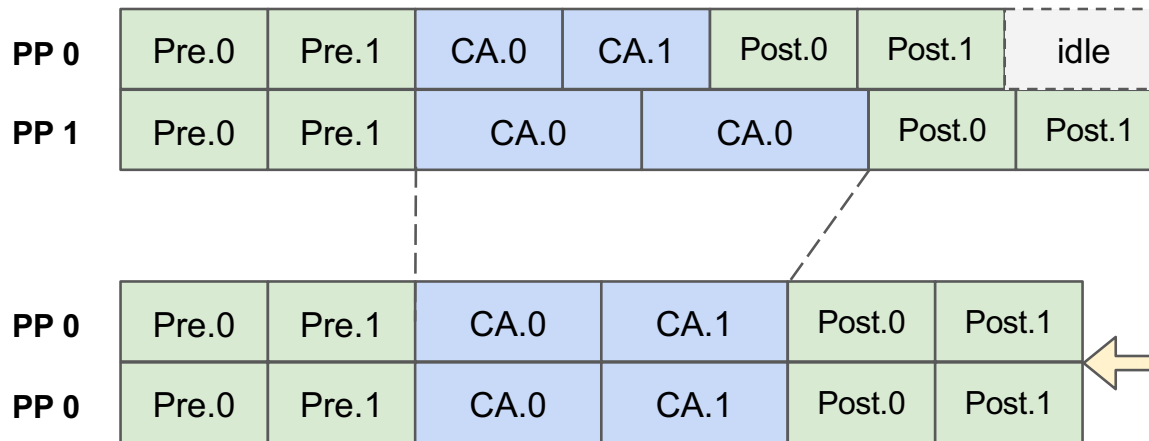 PP 0 Pre.0 Pre.1 CA.0 CA.1 Post.0 Post.1 idle
PP 1 Pre.0 Pre.1 CA.0 CA.0 Post.0 Post.1
PP 0 Pre.0 Pre.1 CA.0 CA.1 Post.0 Post.1
PP 0 Pre.0 Pre.1 CA.0 CA.1 Post.0 Post.1